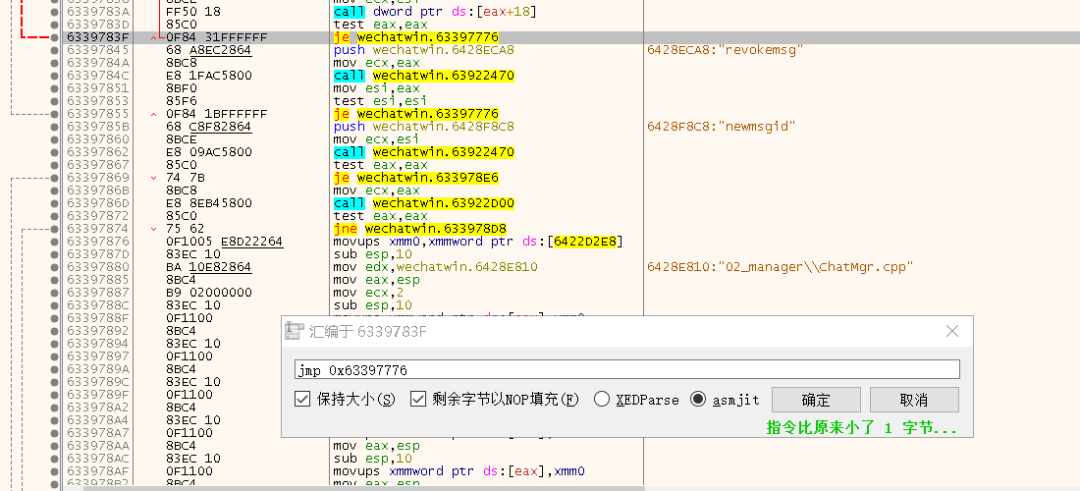 8BCE mov ecx,esi
6339783A FF50 18 call dword ptr ds:[eax+18]
6339783D 85C0 test eax,eax
6339783F 0F84 31FFFFFF je wechatwin.63397776
63397845 68 A8EC2864 push wechatwin.6428ECA8 6428ECA8:"revokemsg"
6339784A 8BC8 mov ecx,eax
6339784C E8 1FAC5800 call wechatwin.63922470
63397851 8BF0 mov esi,eax
63397853 85F6 test esi,esi
63397855 0F84 1BFFFFFF je wechatwin.63397776
6339785B 68 C8F82864 push wechatwin.6428F8C8 6428F8C8:"newmsgid"
63397860 8BCE mov ecx,esi
63397862 E8 09AC5800 call wechatwin.63922470
63397867 85C0 test eax,eax
63397869 74 7B je wechatwin.633978E6
6339786B 8BC8 mov ecx,eax
6339786D E8 8EB45800 call wechatwin.63922D00
63397872 85C0 test eax,eax
63397874 75 62 jne wechatwin.633978D8
63397876 0F1005 E8D22264 movups xmm0,xmmword ptr ds:[6422D2E8]
6339787D 83EC 10 sub esp,10
63397880 BA 10E82864 mov edx,wechatwin.6428E810 6428E810:"02_manager\\ChatMgr.cpp"
63397885 8BC4 mov eax,esp
63397887 B9 02000000 mov ecx,2
6339788C 83EC 10 sub esp,10
6339788F 0F1100
63397892 8BC4
63397894 83EC 10
63397897 0F1100
6339789A 8BC4
6339789C 83EC 10
6339789F 0F1100
633978A2 8BC4
633978A4 83EC 10
633978A7 0F1100
633978AA 8BC4 mov eax,esp
633978AC 83EC 10 sub esp,10
633978AF 0F1100 movups xmmword ptr ds:[eax],xmm0
633978B2 8BC4 mov eax,esp
汇编于 6339783F
jmp 0x63397776
保持大小(S) 剩余字节以NOP填充(F) XEDParse asmjit 确定 取消
指令比原来小了 1 字节...